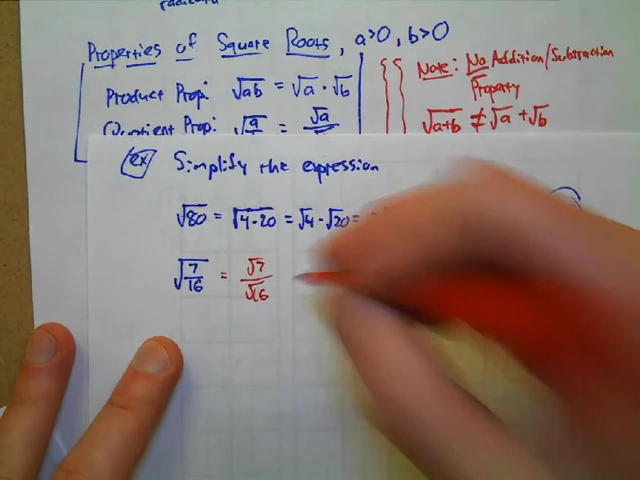 radicand
Properties of Square Roots, a>0, b>0
Product Prop: √ab = √a · √b
Quotient Prop: √a = √a
Note: No Addition/Subtraction
Property
√a+b ≠ √a + √b
ex Simplify the expression
√80 = √4·20 = √4·√20 =
√7/16 = √7/√16